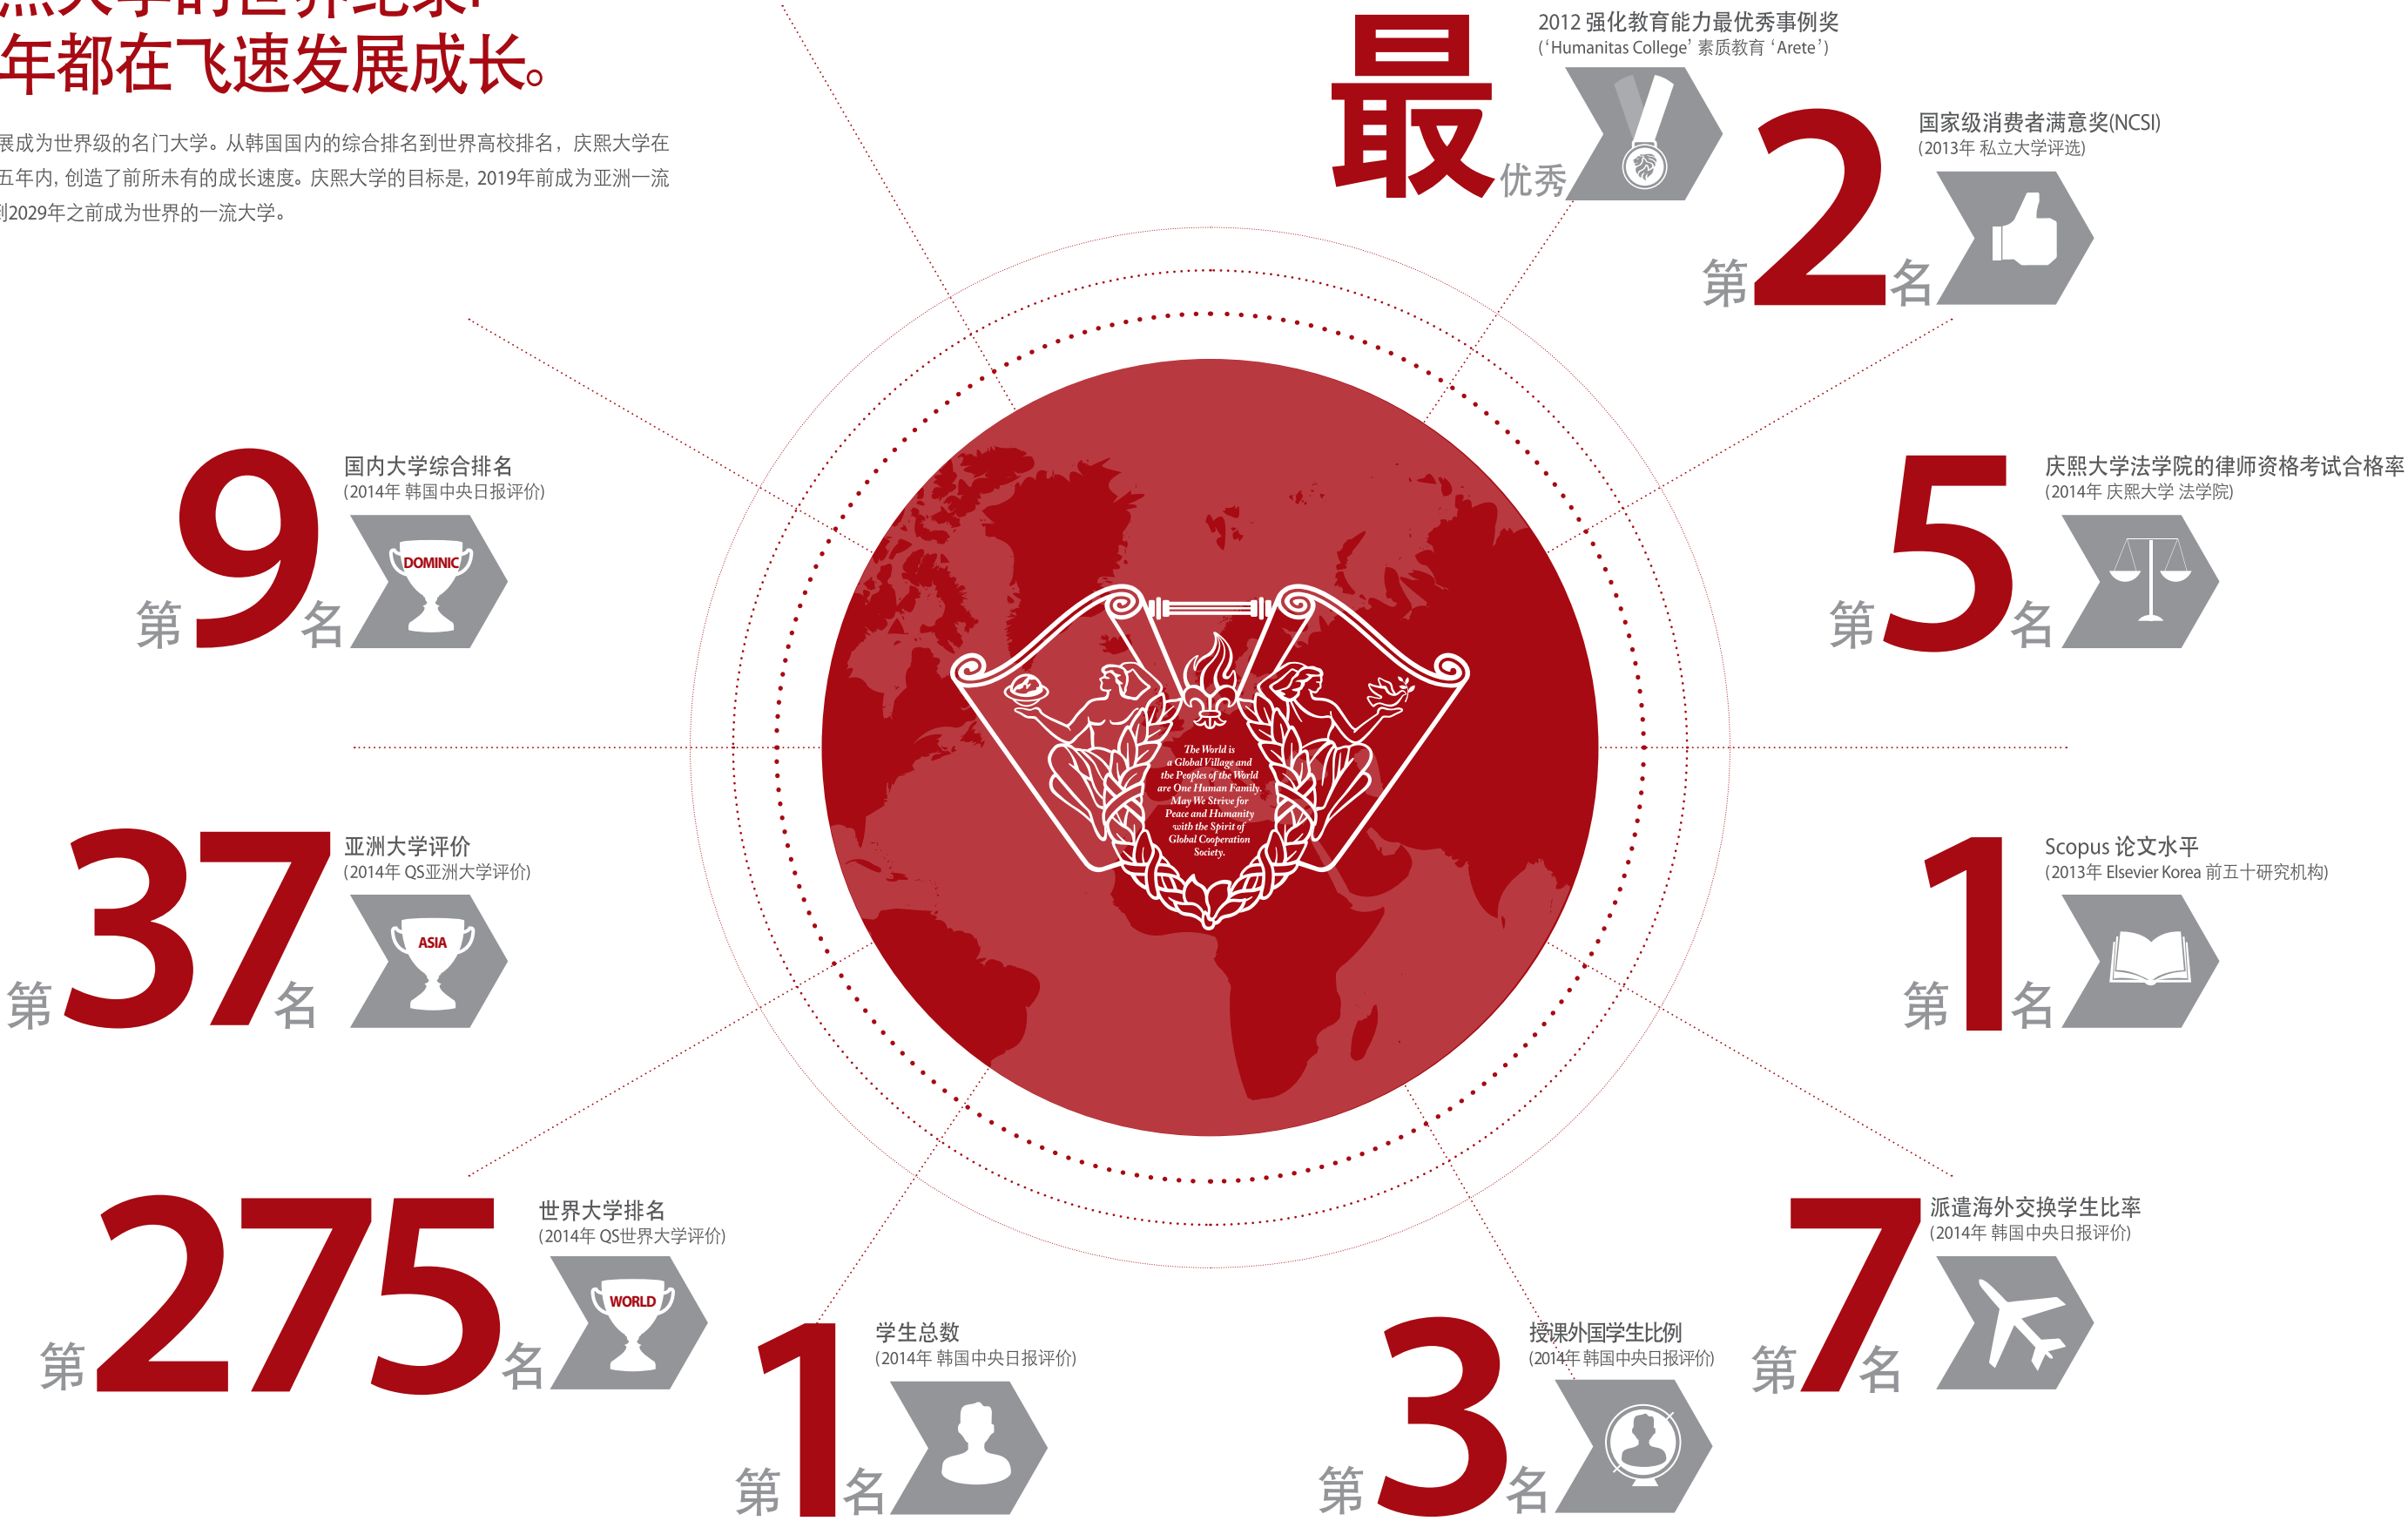 熙大学的世界纪录.
年都在飞速发展成长。
展成为世界级的名门大学。从韩国国内的综合排名到世界高校排名，庆熙大学在
五年内, 创造了前所未有的成长速度。庆熙大学的目标是, 2019年前成为亚洲一流
到2029年之前成为世界的一流大学。
最优秀
2012 强化教育能力最优秀事例奖
(‘Humanitas College’ 素质教育 ‘Arete’)
第2名
国家级消费者满意奖(NCSI)
(2013年 私立大学评选)
第9名
国内大学综合排名
(2014年 韩国中央日报评价)
DOMINIC
第5名
庆熙大学法学院的律师资格考试合格率
(2014年 庆熙大学 法学院)
The World is
a Global Village and
the Peoples of the World
are One Human Family.
May We Strive for
Peace and Humanity
with the Spirit of
Global Cooperation
Society.
第37名
亚洲大学评价
(2014年 QS亚洲大学评价)
ASIA
第1名
Scopus 论文水平
(2013年 Elsevier Korea 前五十研究机构)
第275名
世界大学排名
(2014年 QS世界大学评价)
WORLD
第7名
派遣海外交换学生比率
(2014年 韩国中央日报评价)
第1名
学生总数
(2014年 韩国中央日报评价)
第3名
授课外国学生比例
(2014年 韩国中央日报评价)